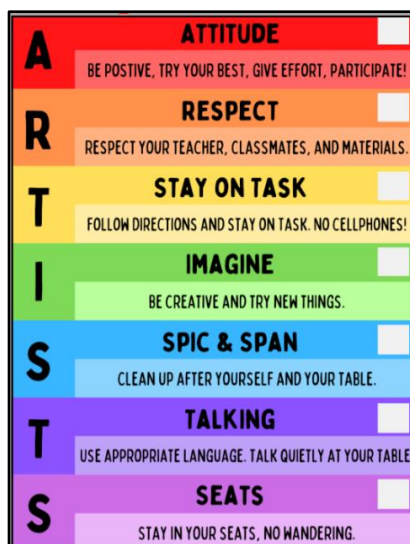 A
ATTITUDE
BE POSTIVE, TRY YOUR BEST, GIVE EFFORT, PARTICIPATE!
R
RESPECT
RESPECT YOUR TEACHER, CLASSMATES, AND MATERIALS.
T
STAY ON TASK
FOLLOW DIRECTIONS AND STAY ON TASK. NO CELLPHONES!
I
IMAGINE
BE CREATIVE AND TRY NEW THINGS.
S
SPIC & SPAN
CLEAN UP AFTER YOURSELF AND YOUR TABLE.
T
TALKING
USE APPROPRIATE LANGUAGE. TALK QUIETLY AT YOUR TABLE
S
SEATS
STAY IN YOUR SEATS, NO WANDERING.